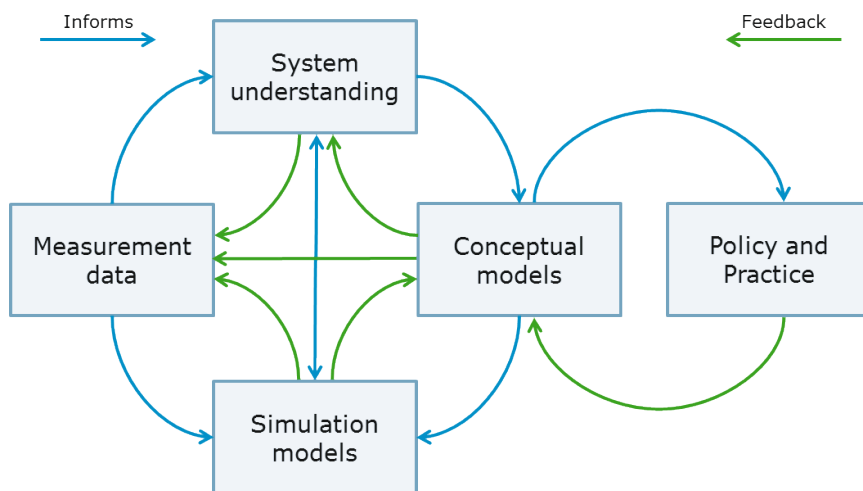 Informs
Feedback
System
understanding
Measurement
data
Conceptual
models
Policy and
Practice
Simulation
models